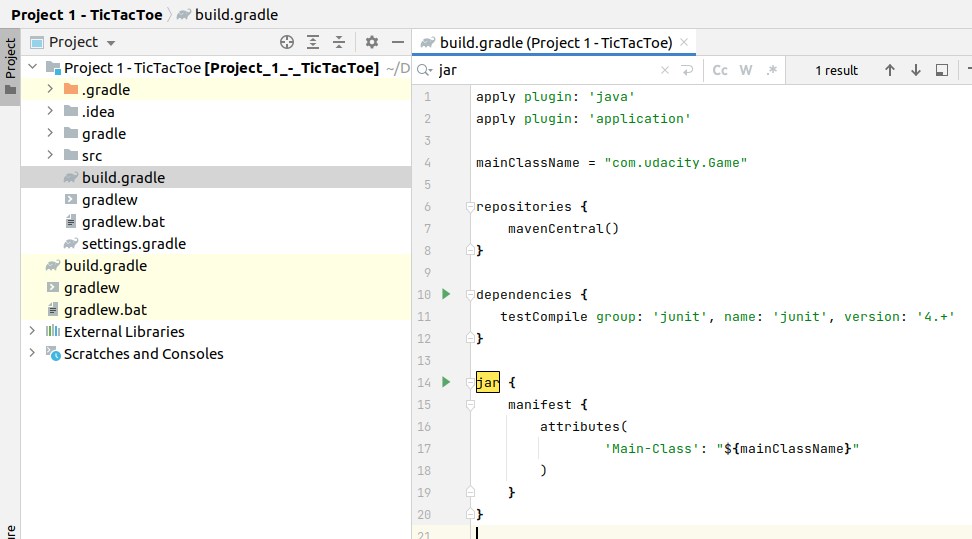 Project 1 - TicTacToe build.gradle
Project
Project
build.gradle (Project 1 - TicTacToe)
Project 1 - TicTacToe [Project_1_-_TicTacToe] ~/D
.gradle
.idea
gradle
src
build.gradle
gradlew
gradlew.bat
settings.gradle
build.gradle
gradlew
gradlew.bat
External Libraries
Scratches and Consoles
re
jar Cc W .* 1 result
1 apply plugin: 'java'
2 apply plugin: 'application'
3
4 mainClassName = "com.udacity.Game"
5
6 repositories {
7 mavenCentral()
8 }
9
10 dependencies {
11 testCompile group: 'junit', name: 'junit', version: '4.+'
12 }
13
14 jar {
15 manifest {
16 attributes(
17 'Main-Class': "${mainClassName}"
18 )
19 }
20 }
21